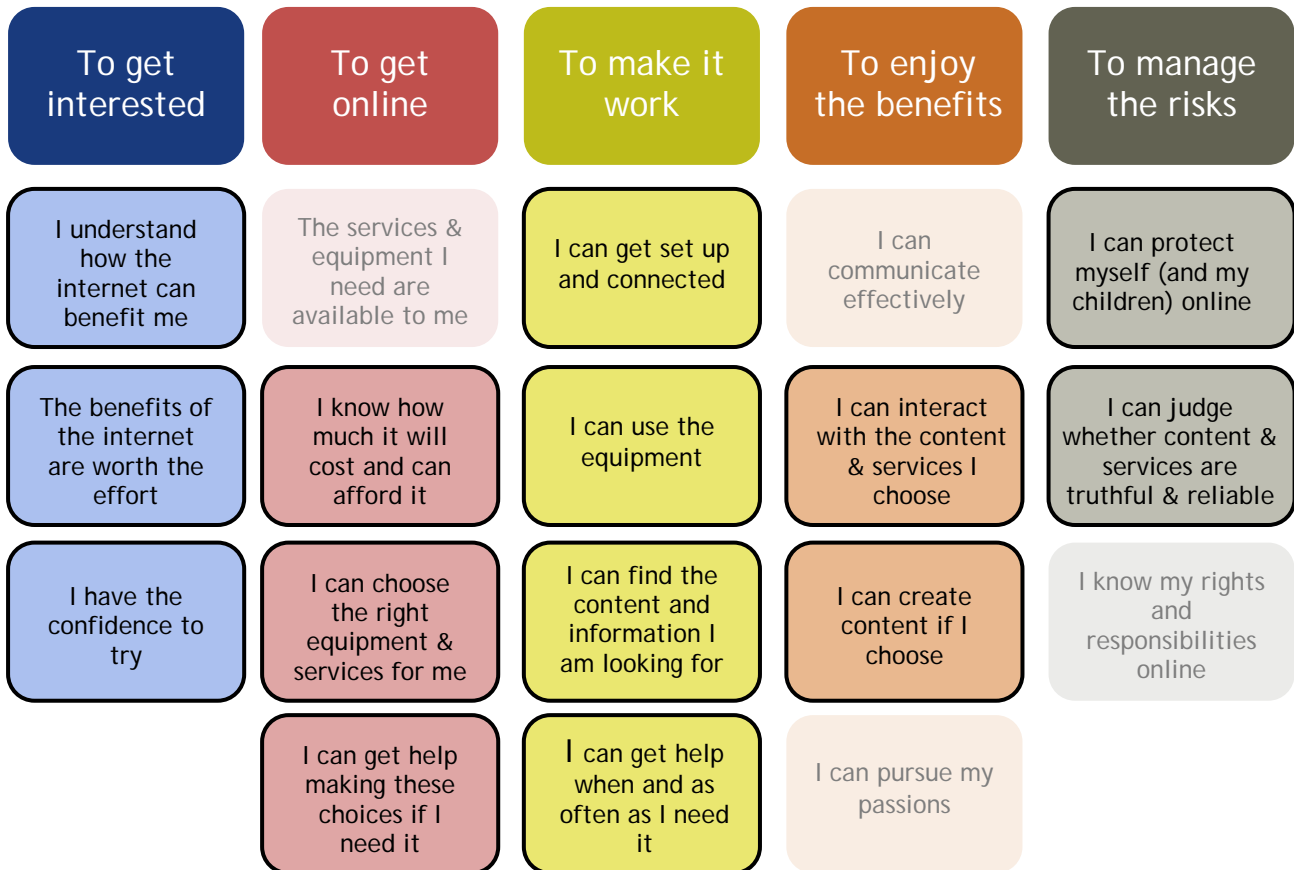 To get
interested
To get
online
To make it
work
To enjoy
the benefits
To manage
the risks
I understand
how the
internet can
benefit me
The services &
equipment I
need are
available to me
I can get set up
and connected
I can
communicate
effectively
I can protect
myself (and my
children) online
The benefits of
the internet
are worth the
effort
I know how
much it will
cost and can
afford it
I can use the
equipment
I can interact
with the content
& services I
choose
I can judge
whether content &
services are
truthful & reliable
I have the
confidence to
try
I can choose
the right
equipment &
services for me
I can find the
content and
information I
am looking for
I can create
content if I
choose
I know my rights
and
responsibilities
online
I can get help
making these
choices if I
need it
I can get help
when and as
often as I need
it
I can pursue my
passions